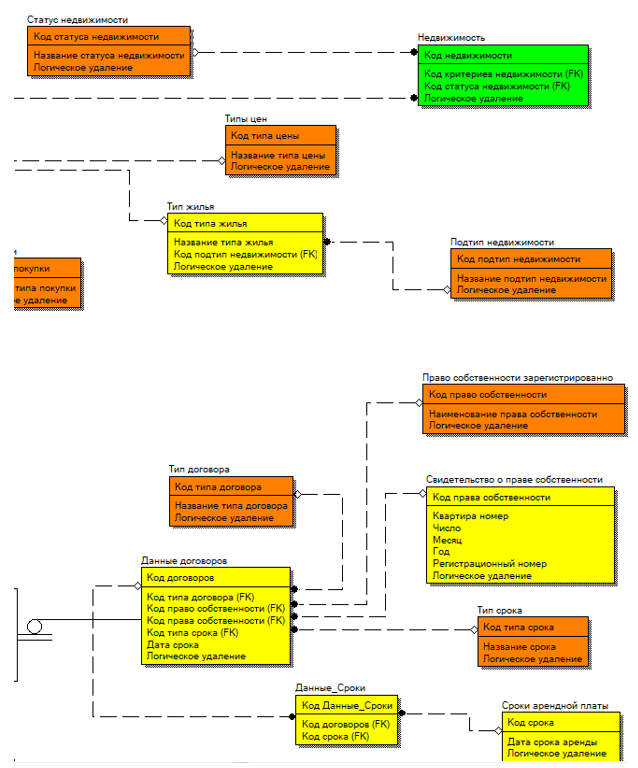 Статус недвижимости
Код статуса недвижимости
Название статуса недвижимости
Логическое удаление
Недвижимость
Код недвижимости
Код критериев недвижимости (FK)
Код статуса недвижимости (FK)
Логическое удаление
Типы цен
Код типа цены
Название типа цены
Логическое удаление
Тип жилья
Код типа жилья
Название типа жилья
Код подтип недвижимости (FK)
Логическое удаление
Подтип недвижимости
Код подтип недвижимости
Название подтип недвижимости
Логическое удаление
и
покупки
типа покупки
е удаление
Право собственности зарегистрированно
Код право собственности
Наименование права собственности
Логическое удаление
Тип договора
Код типа договора
Название типа договора
Логическое удаление
Свидетельство о праве собственности
Код права собственности
Квартира номер
Число
Месяц
Год
Регистрационный номер
Логическое удаление
Данные договоров
Код договоров
Код типа договора (FK)
Код право собственности (FK)
Код права собственности (FK)
Код типа срока (FK)
Дата срока
Логическое удаление
Тип срока
Код типа срока
Название срока
Логическое удаление
Данные_Сроки
Код Данные_Сроки
Код договоров (FK)
Код срока (FK)
Сроки арендной платы
Код срока
Дата срока аренды
Логическое удаление